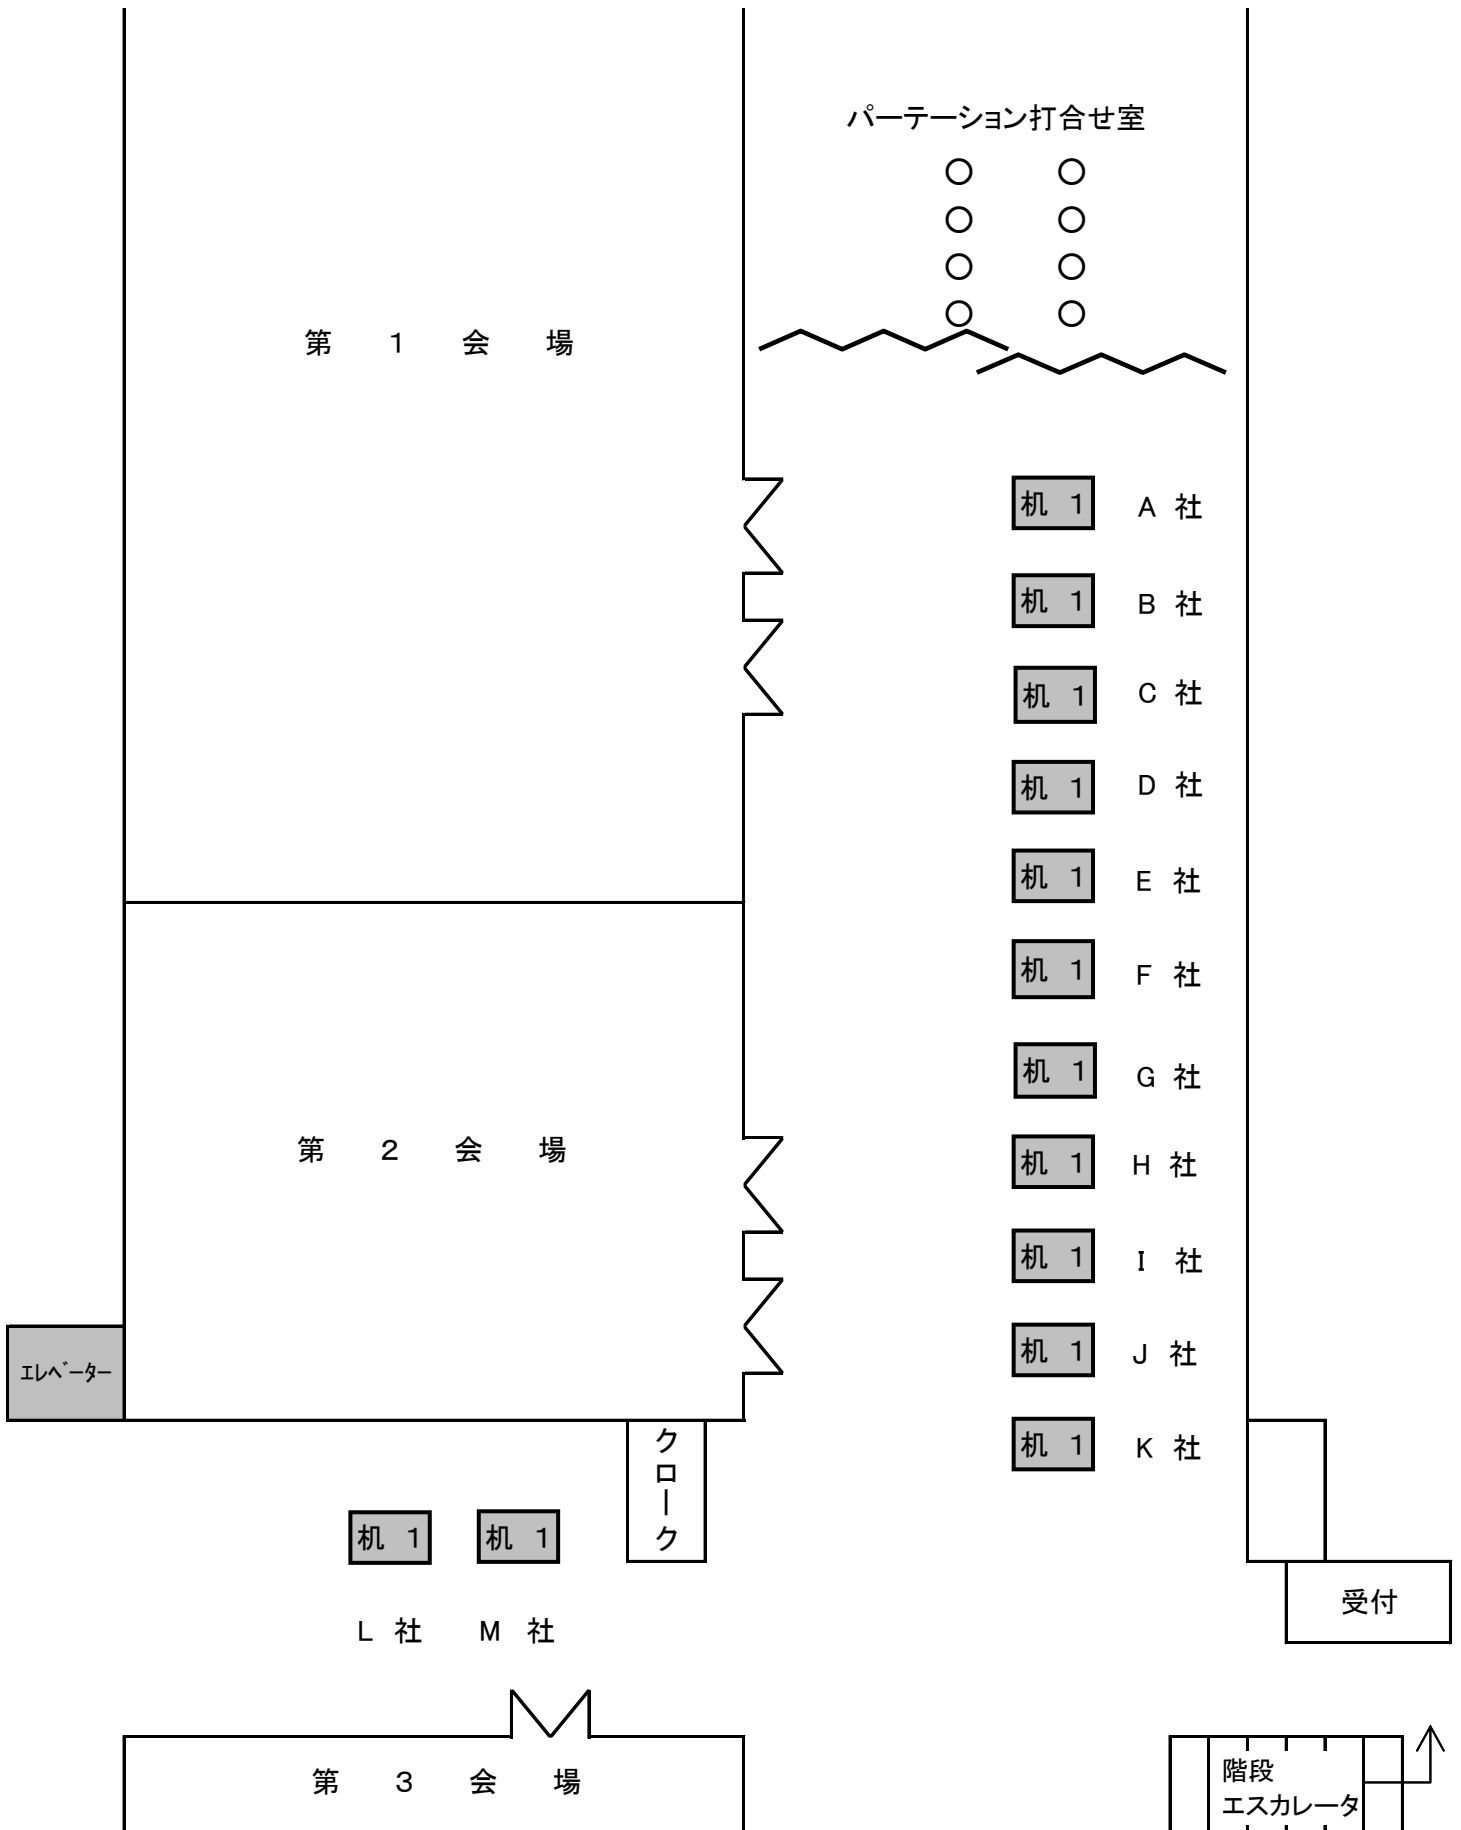 パーテーション打合せ室
第 1 会 場
机 1 A 社
机 1 B 社
机 1 C 社
机 1 D 社
机 1 E 社
机 1 F 社
机 1 G 社
第 2 会 場
机 1 H 社
机 1 I 社
机 1 J 社
エレベーター
机 1 K 社
クローク
机 1 机 1
L 社 M 社
受付
第 3 会 場
階段
エスカレータ